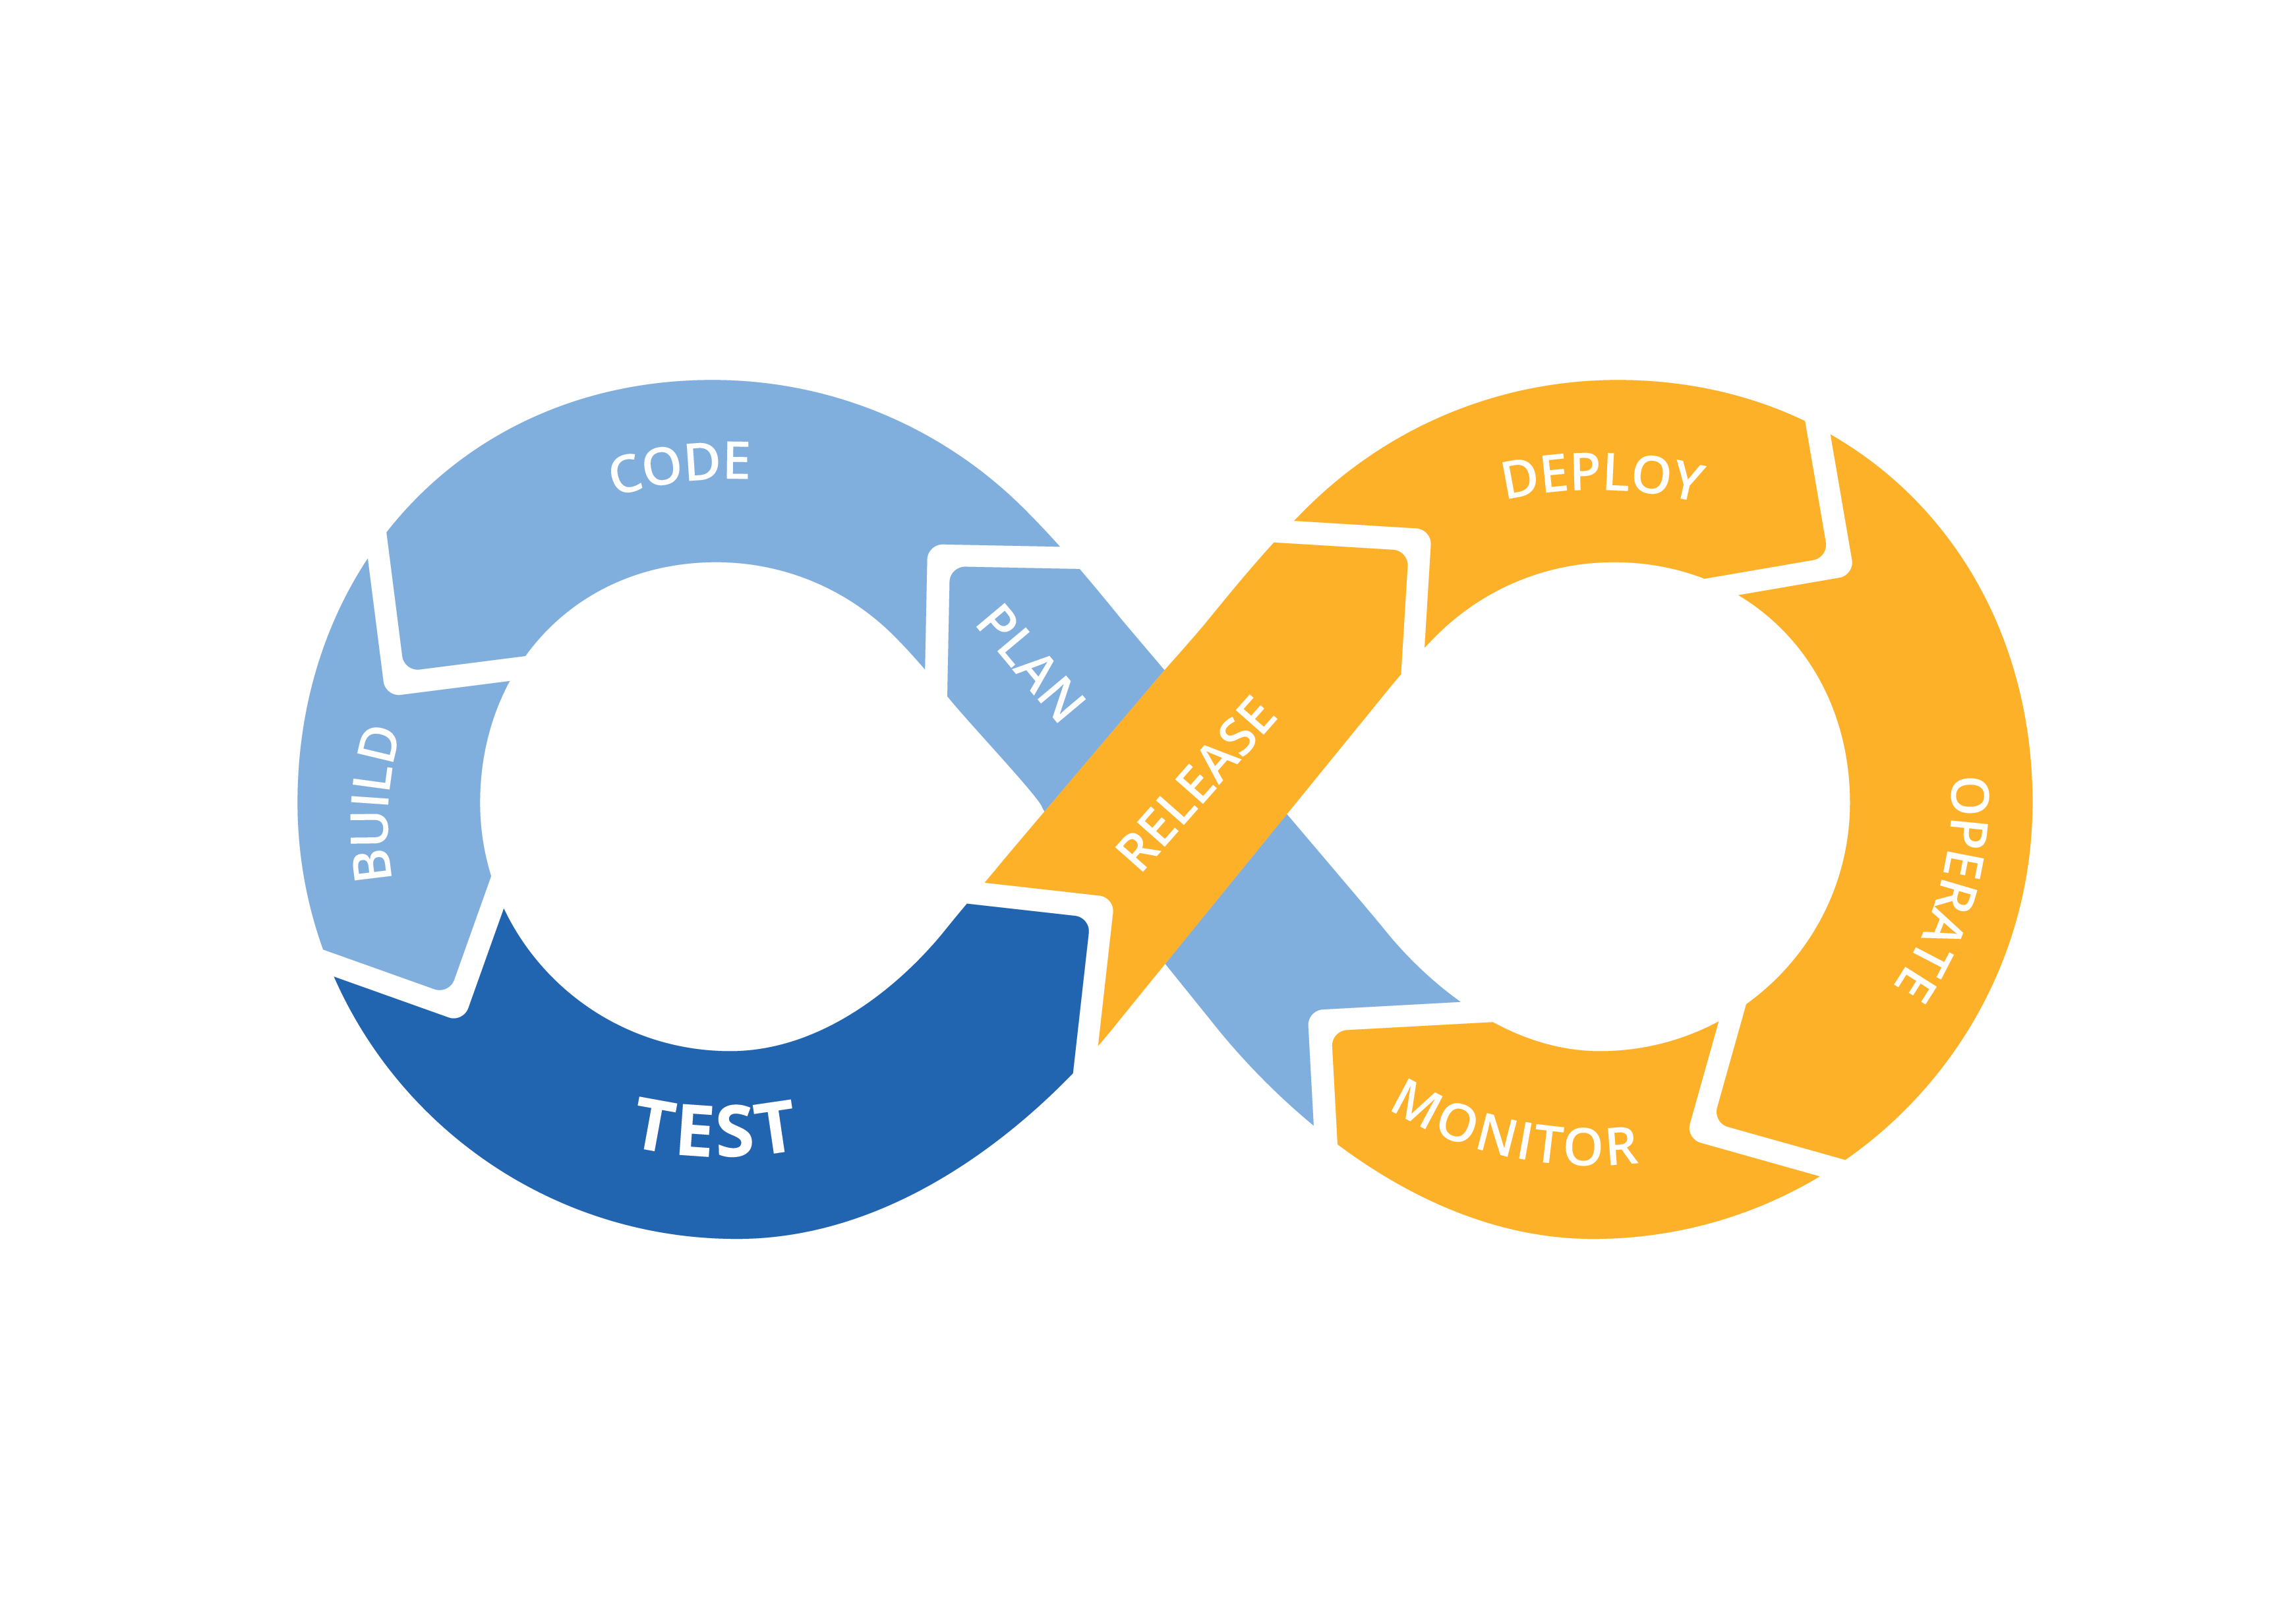 PLAN
CODE
BUILD
TEST
RELEASE
DEPLOY
OPERATE
MONITOR